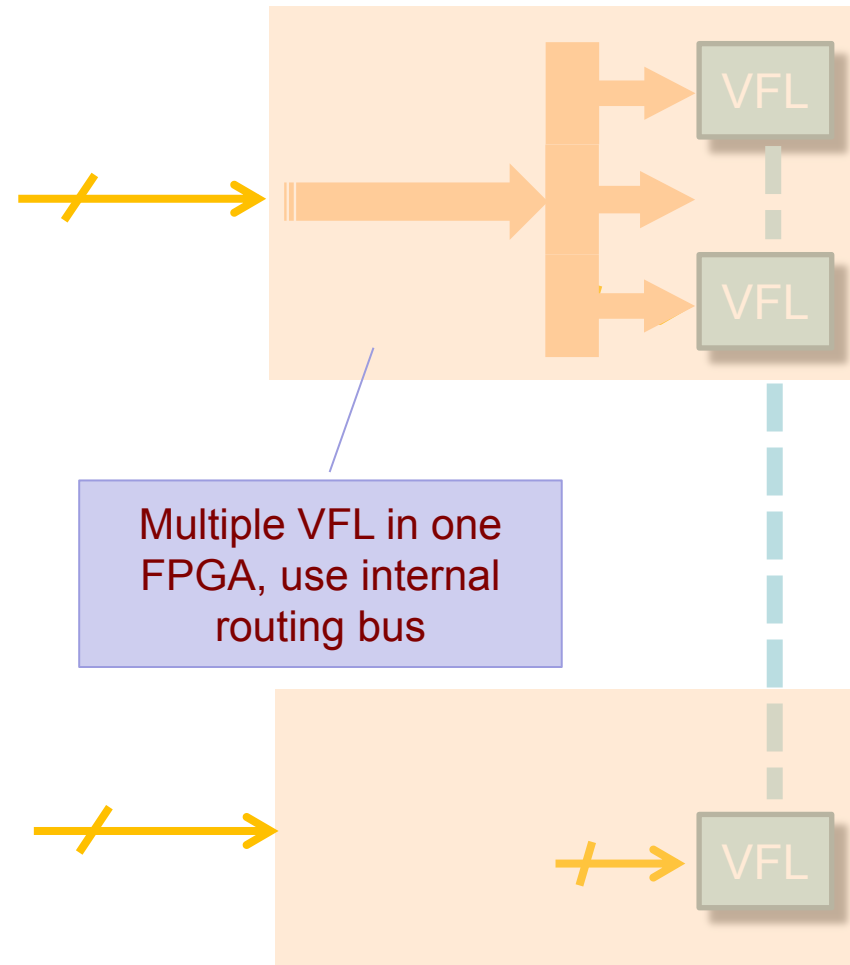 VFL
VFL
Multiple VFL in one
FPGA, use internal
routing bus
VFL